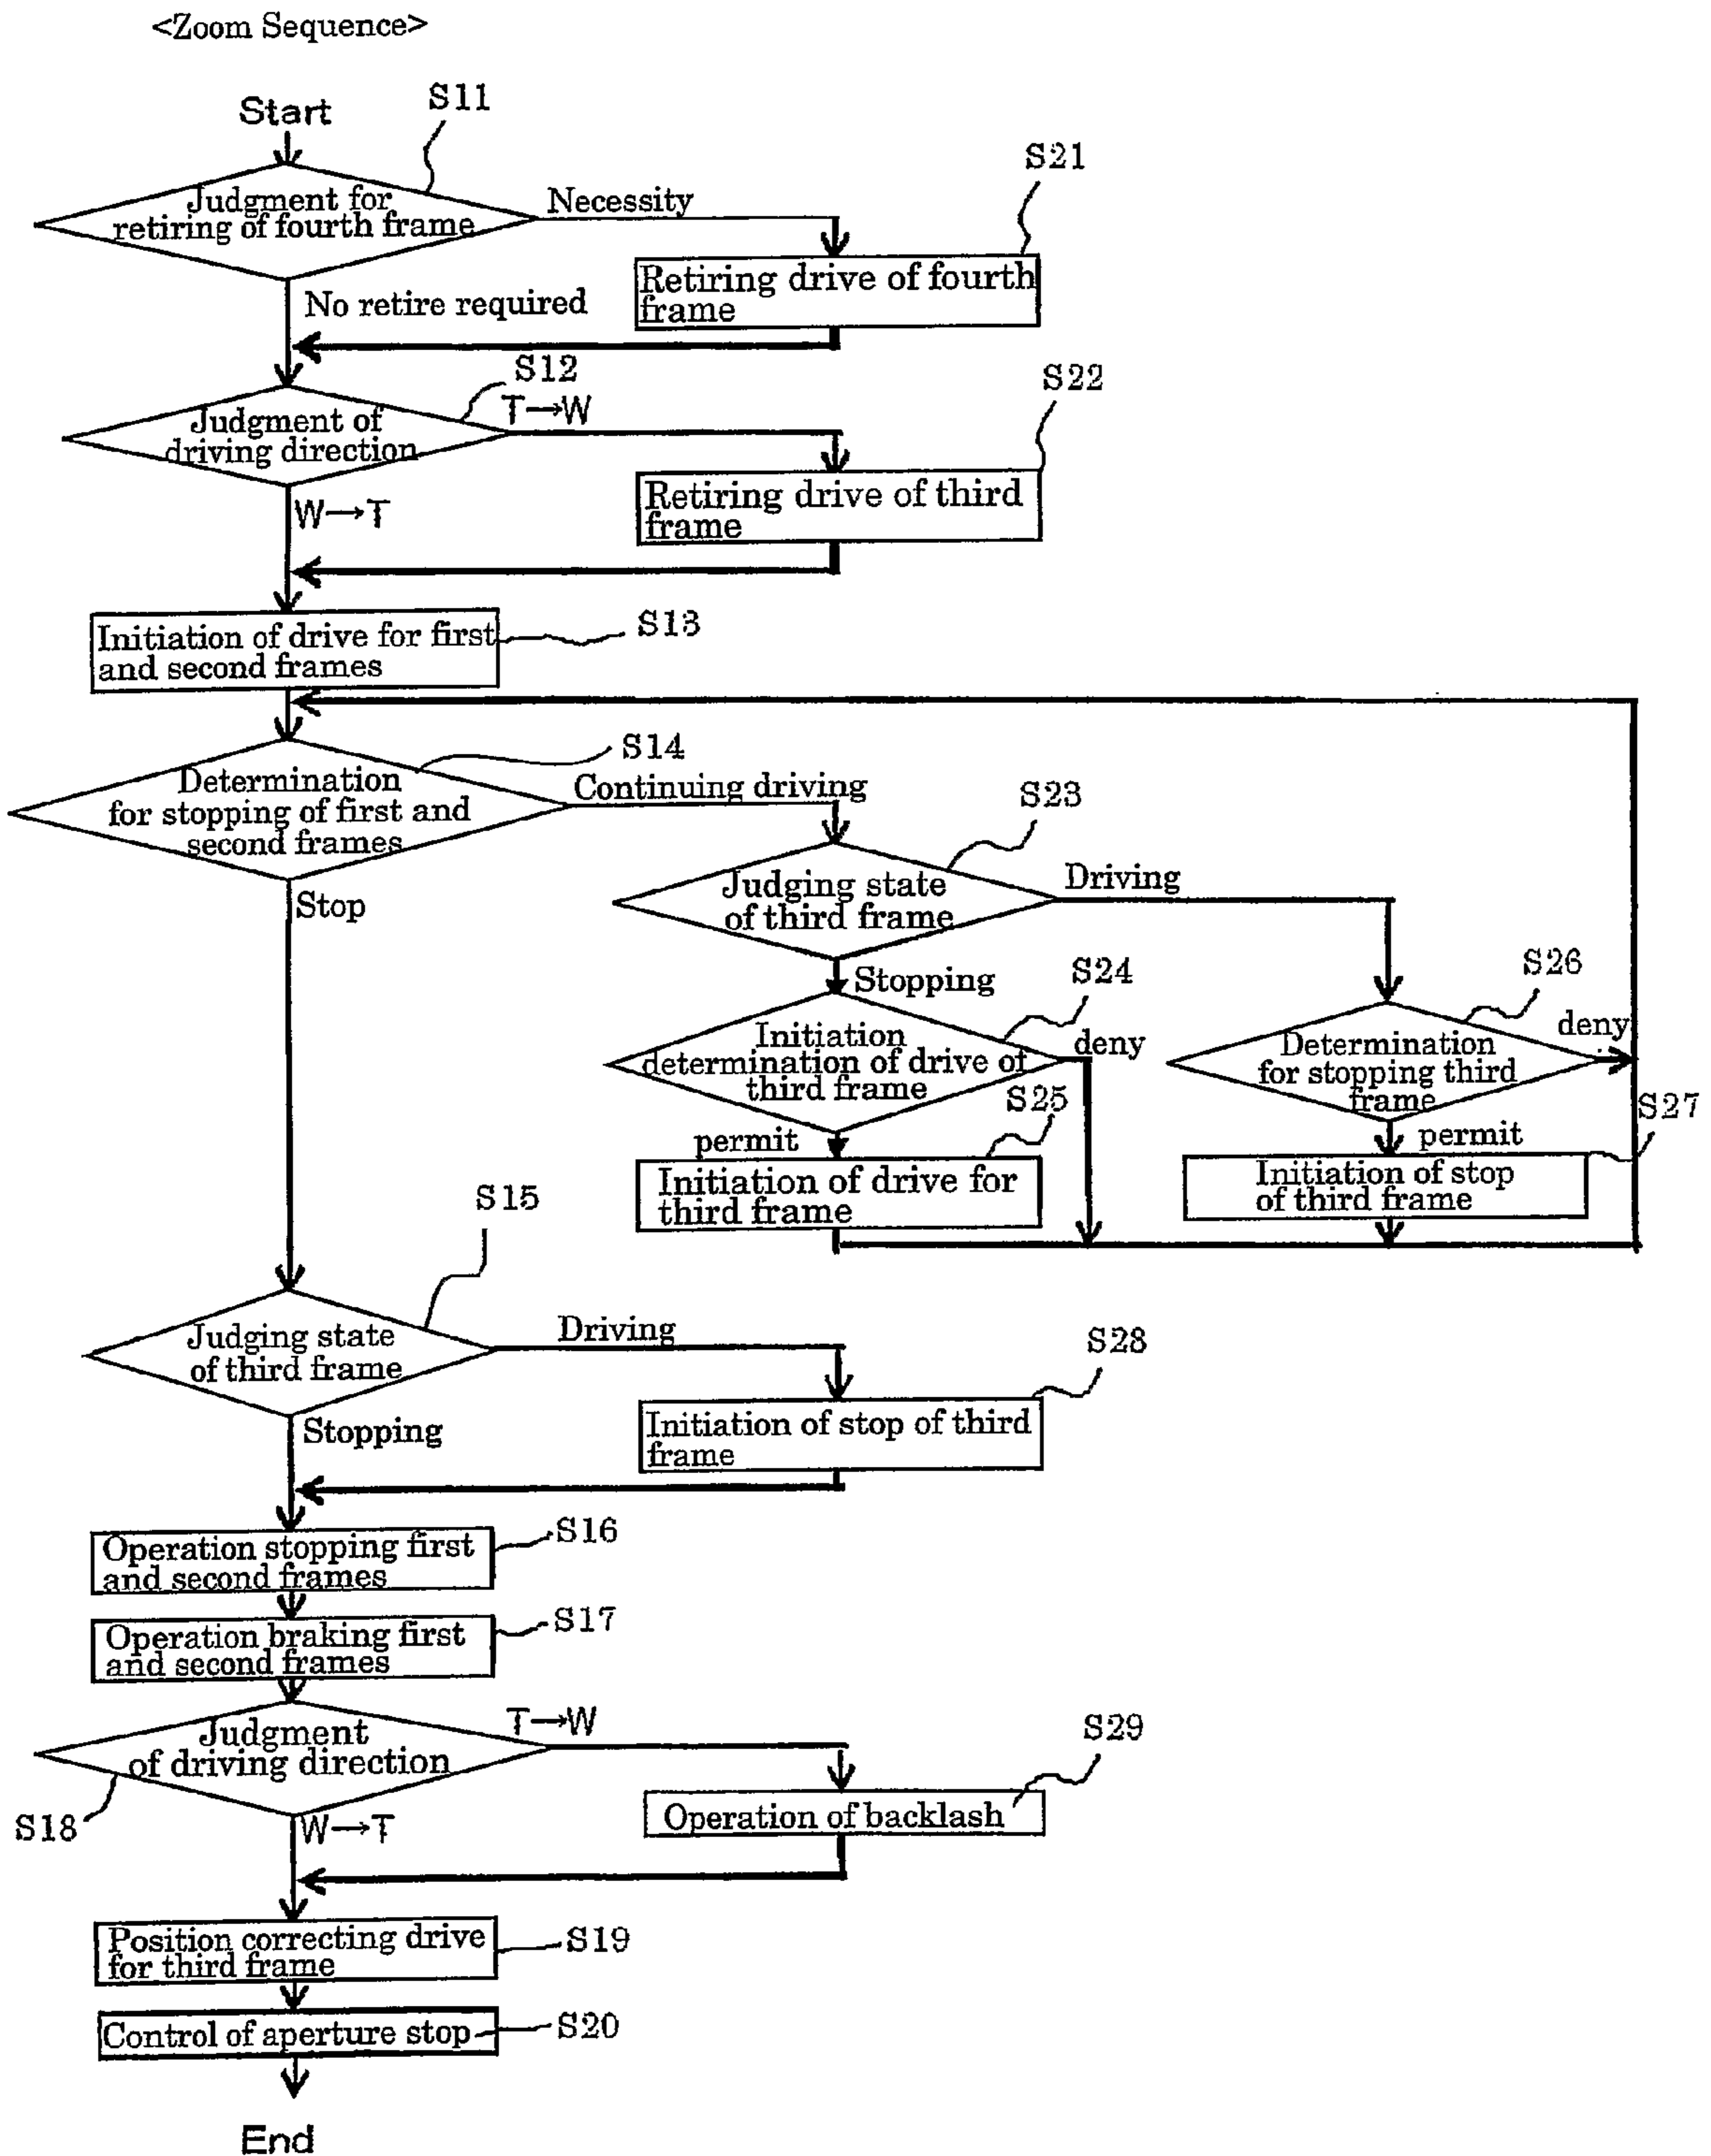 <Zoom Sequence>
Start
S11
Judgment for
retiring of fourth frame
Necessity
S21
Retiring drive of fourth
frame
No retire required
S12
Judgment of
driving direction
T→W
S22
Retiring drive of third
frame
W→T
Initiation of drive for first
and second frames
S13
S14
Determination
for stopping of first and
second frames
Continuing driving
S23
Judging state
of third frame
Driving
Stop
Stopping
S24
Initiation
determination of drive of
third frame
deny
S26
Determination
for stopping third
frame
deny
S25
permit
Initiation of drive for
third frame
S27
permit
Initiation of stop
of third frame
S15
Judging state
of third frame
Driving
S28
Initiation of stop of third
frame
Stopping
Operation stopping first
and second frames
S16
Operation braking first
and second frames
S17
Judgment
of driving direction
S18
T→W
S29
Operation of backlash
W→T
Position correcting drive
for third frame
S19
Control of aperture stop
S20
End